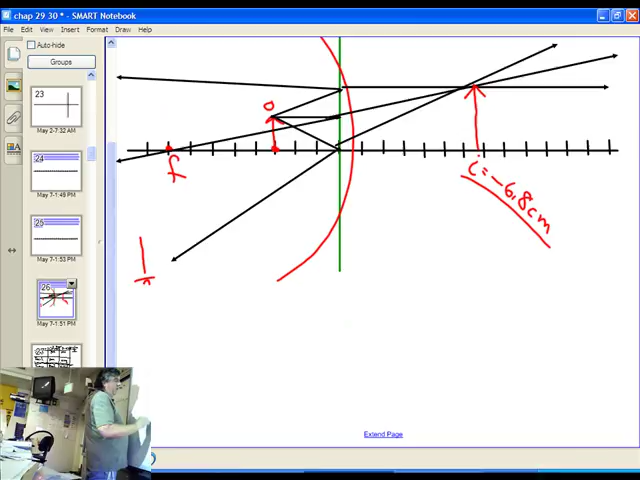 chap 29 30 * - SMART Notebook
File Edit View Insert Format Draw Help
Auto-hide
Groups
23
May 2-7:32 AM
24
May 7-1:49 PM
25
May 7-1:53 PM
26
May 7-1:51 PM
o
f
i = -6.8cm
1
Extend Page